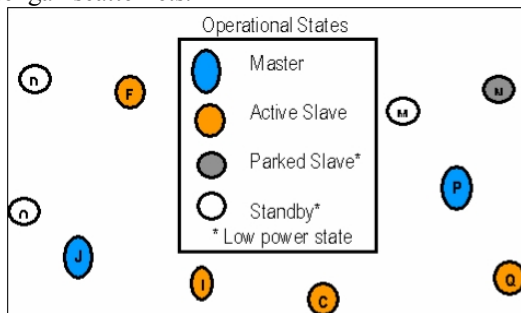 Operational States
Master
Active Slave
Parked Slave*
Standby*
* Low power state
n
F
M
N
P
O
J
I
C
Q